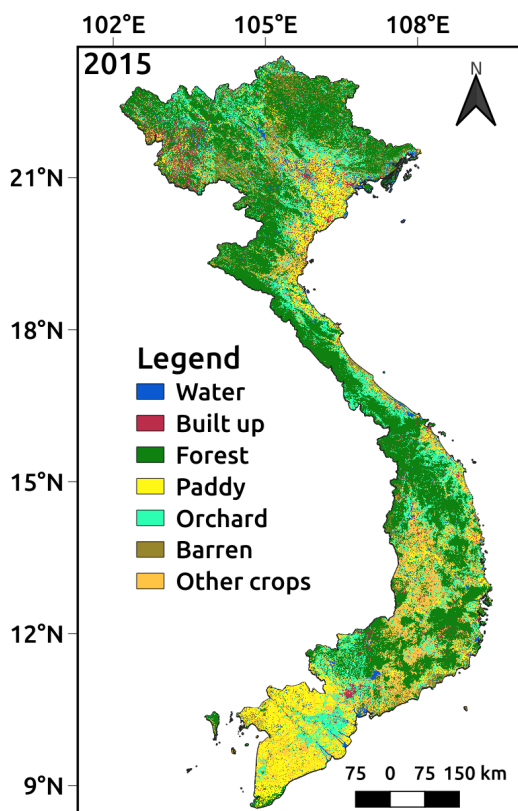 102°E 105°E 108°E
2015
N
21°N
18°N
Legend
Water
Built up
Forest
Paddy
15°N
Orchard
Barren
Other crops
12°N
75 0 75 150 km
9°N